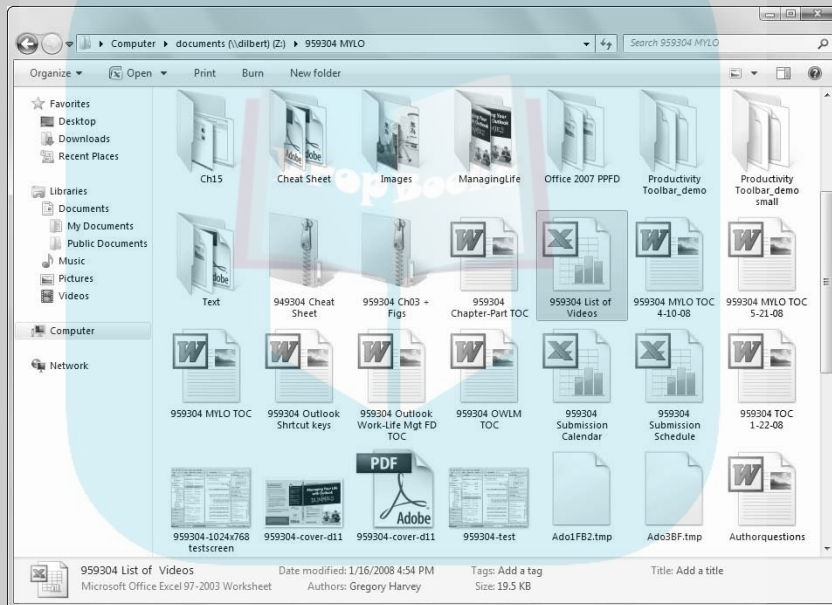 Computer ▸ documents (\\dilbert) (Z:) ▸ 959304 MYLO
Search 959304 MYLO
Organize Open Print Burn New folder
Favorites
Desktop
Downloads
Recent Places
Libraries
Documents
My Documents
Public Documents
Music
Pictures
Videos
Computer
Network
Ch15
Cheat Sheet
Images
ManagingLife
Office 2007 PPFD
Productivity
Toolbar_demo
Productivity
Toolbar_demo
small
Text
949304 Cheat
Sheet
959304 Ch03 +
Figs
959304
Chapter-Part TOC
959304 List of
Videos
959304 MYLO TOC
4-10-08
959304 MYLO TOC
5-21-08
959304 MYLO TOC
959304 Outlook
Shrtcut keys
959304 Outlook
Work-Life Mgt FD
TOC
959304 OWLM
TOC
959304
Submission
Calendar
959304
Submission
Schedule
959304 TOC
1-22-08
PDF
Adobe
959304-1024x768
testscreen
959304-cover-d11
959304-cover-d11
959304-test
Ado1FB2.tmp
Ado3BF.tmp
Authorquestions
959304 List of Videos Date modified: 1/16/2008 4:54 PM Tags: Add a tag Title: Add a title
Microsoft Office Excel 97-2003 Worksheet Authors: Gregory Harvey Size: 19.5 KB